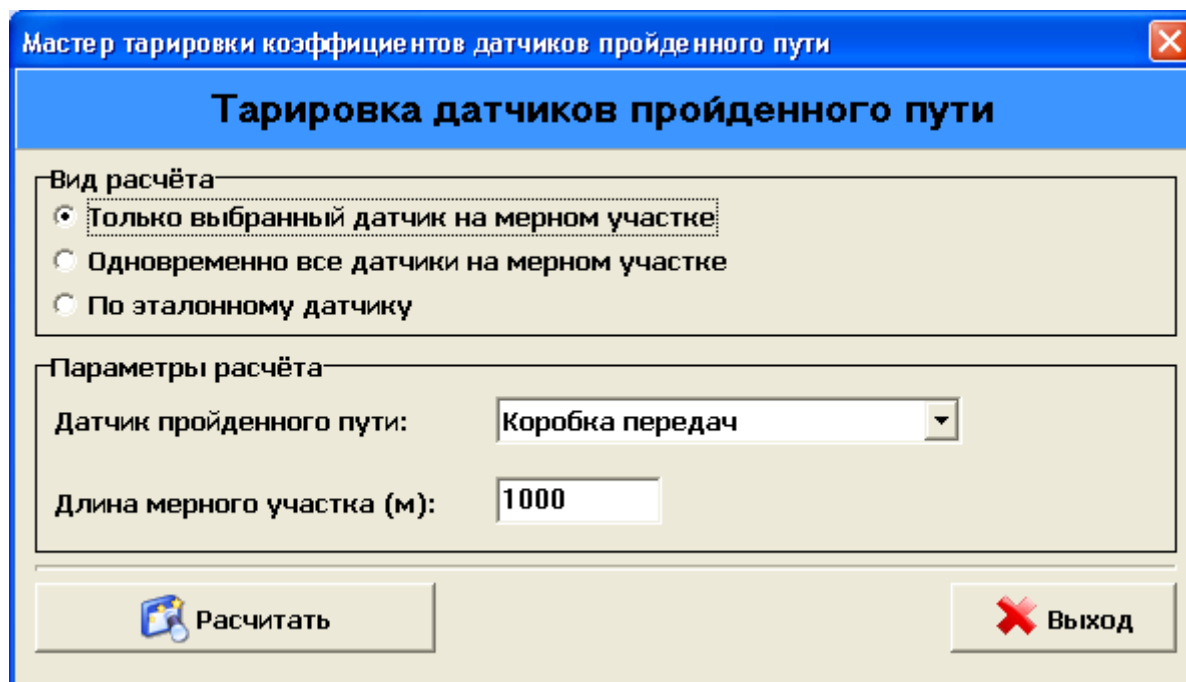 Мастер тарировки коэффициентов датчиков пройденного пути
Тарировка датчиков пройденного пути
Вид расчёта
Только выбранный датчик на мерном участке
Одновременно все датчики на мерном участке
По эталонному датчику
Параметры расчёта
Датчик пройденного пути: Коробка передач
Длина мерного участка (м): 1000
Расчитать Выход